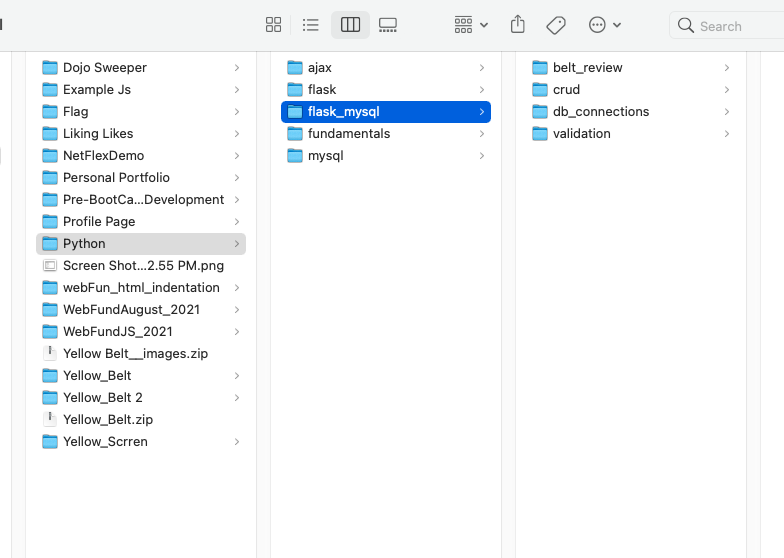 Search
Dojo Sweeper
Example Js
Flag
Liking Likes
NetFlexDemo
Personal Portfolio
Pre-BootCa...Development
Profile Page
Python
Screen Shot...2.55 PM.png
webFun_html_indentation
WebFundAugust_2021
WebFundJS_2021
Yellow Belt__images.zip
Yellow_Belt
Yellow_Belt 2
Yellow_Belt.zip
Yellow_Scrren
ajax
flask
flask_mysql
fundamentals
mysql
belt_review
crud
db_connections
validation